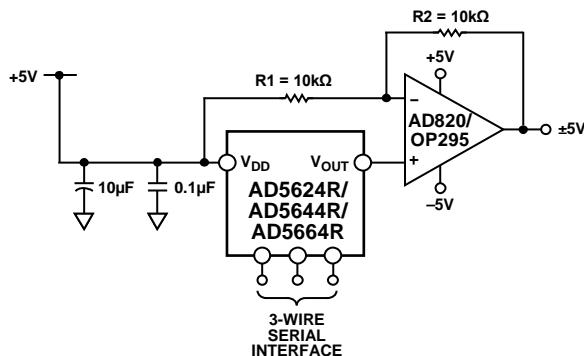 R2 = 10kΩ
+5V
+5V
R1 = 10kΩ
−
AD820/
OP295
±5V
+
VDD
VOUT
−5V
10µF
0.1µF
AD5624R/
AD5644R/
AD5664R
3-WIRE
SERIAL
INTERFACE